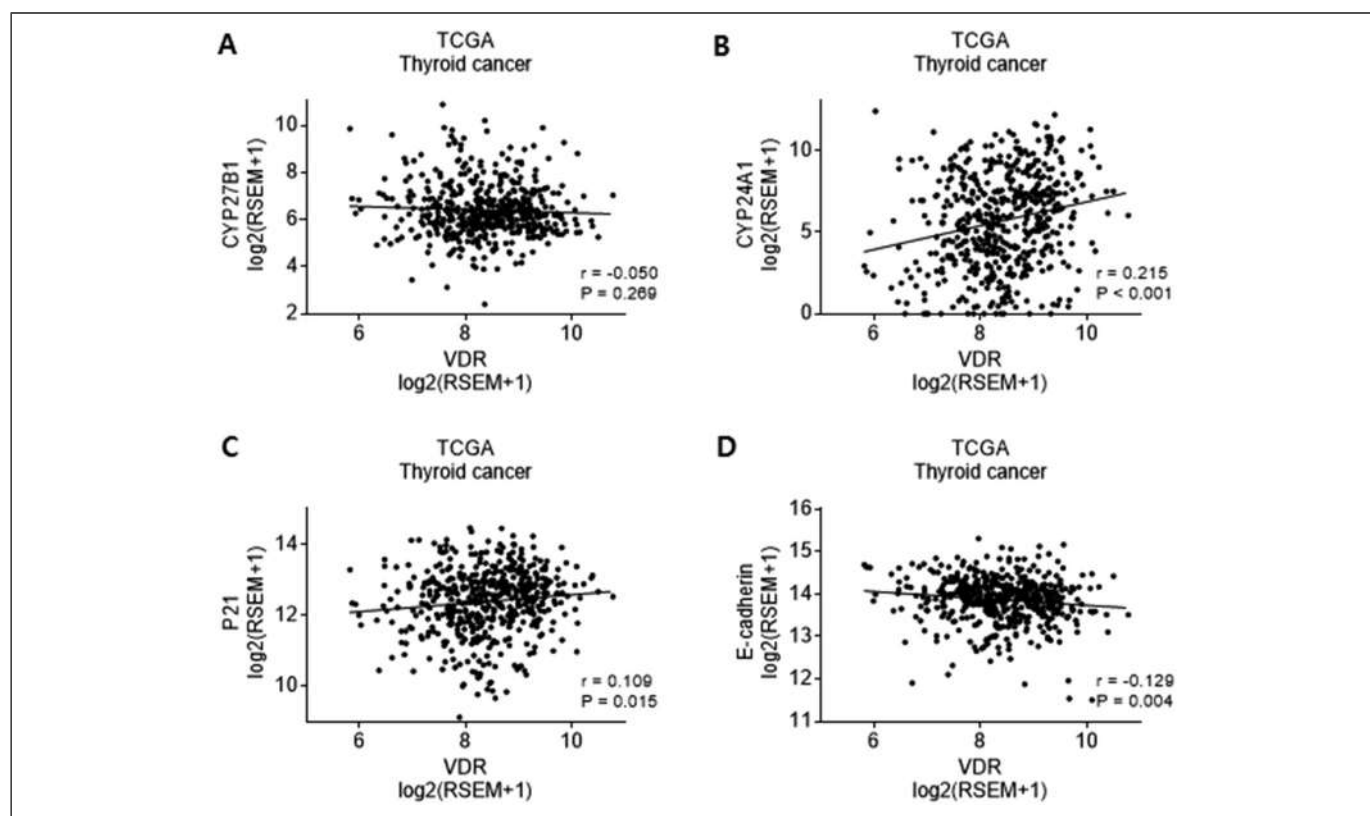 A
TCGA
Thyroid cancer
CYP27B1
log2(RSEM+1)
10
8
6
4
2
r = -0.050
P = 0.269
6
8
10
VDR
log2(RSEM+1)
B
TCGA
Thyroid cancer
CYP24A1
log2(RSEM+1)
10
5
0
r = 0.215
P < 0.001
6
8
10
VDR
log2(RSEM+1)
C
TCGA
Thyroid cancer
P21
log2(RSEM+1)
14
12
10
r = 0.109
P = 0.015
6
8
10
VDR
log2(RSEM+1)
D
TCGA
Thyroid cancer
E-cadherin
log2(RSEM+1)
16
15
14
13
12
11
r = -0.129
P = 0.004
6
8
10
VDR
log2(RSEM+1)